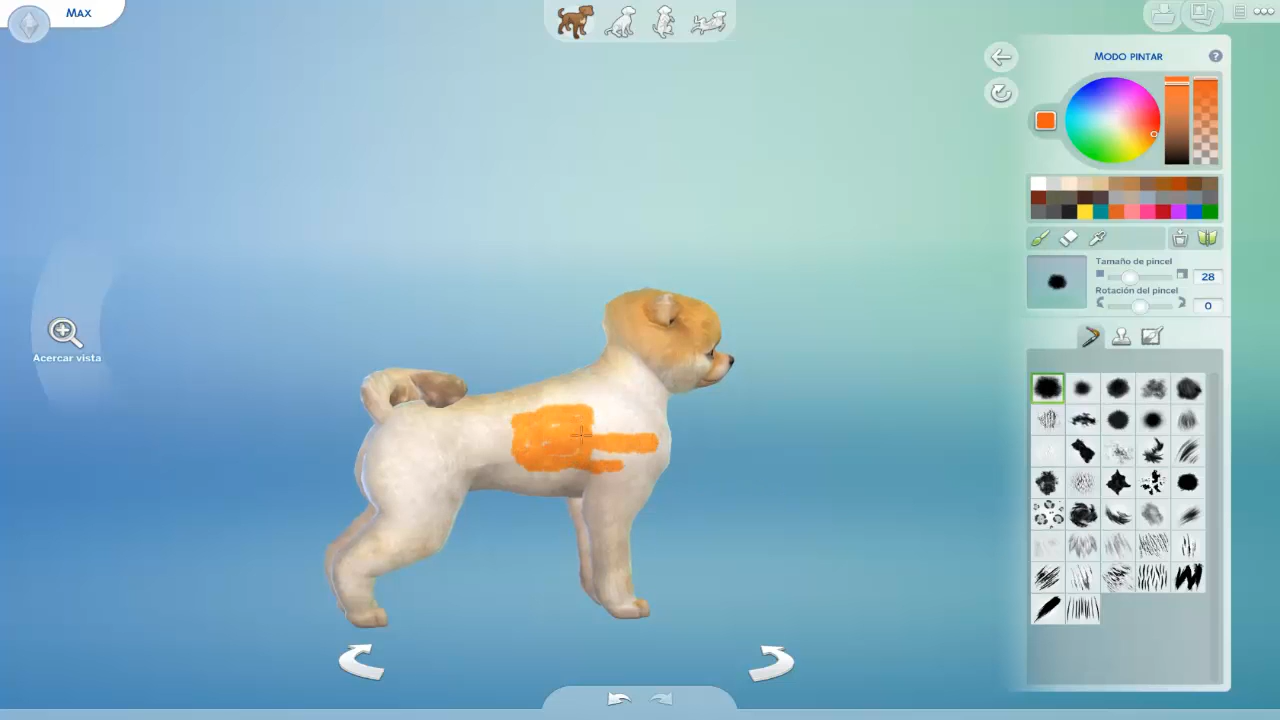 Max
Modo pintar
?
Tamaño de pincel
28
Rotación del pincel
0
Acercar vista